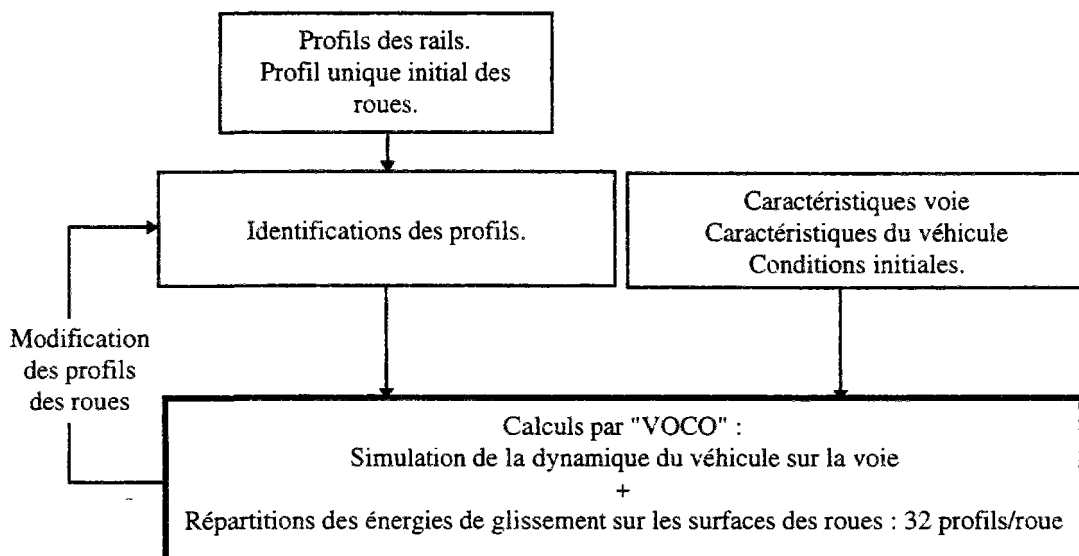 Profils des rails.
Profil unique initial des
roues.
Identifications des profils.
Caractéristiques voie
Caractéristiques du véhicule
Conditions initiales.
Modification
des profils
des roues
Calculs par "VOCO" :
Simulation de la dynamique du véhicule sur la voie
+
Répartitions des énergies de glissement sur les surfaces des roues : 32 profils/roue